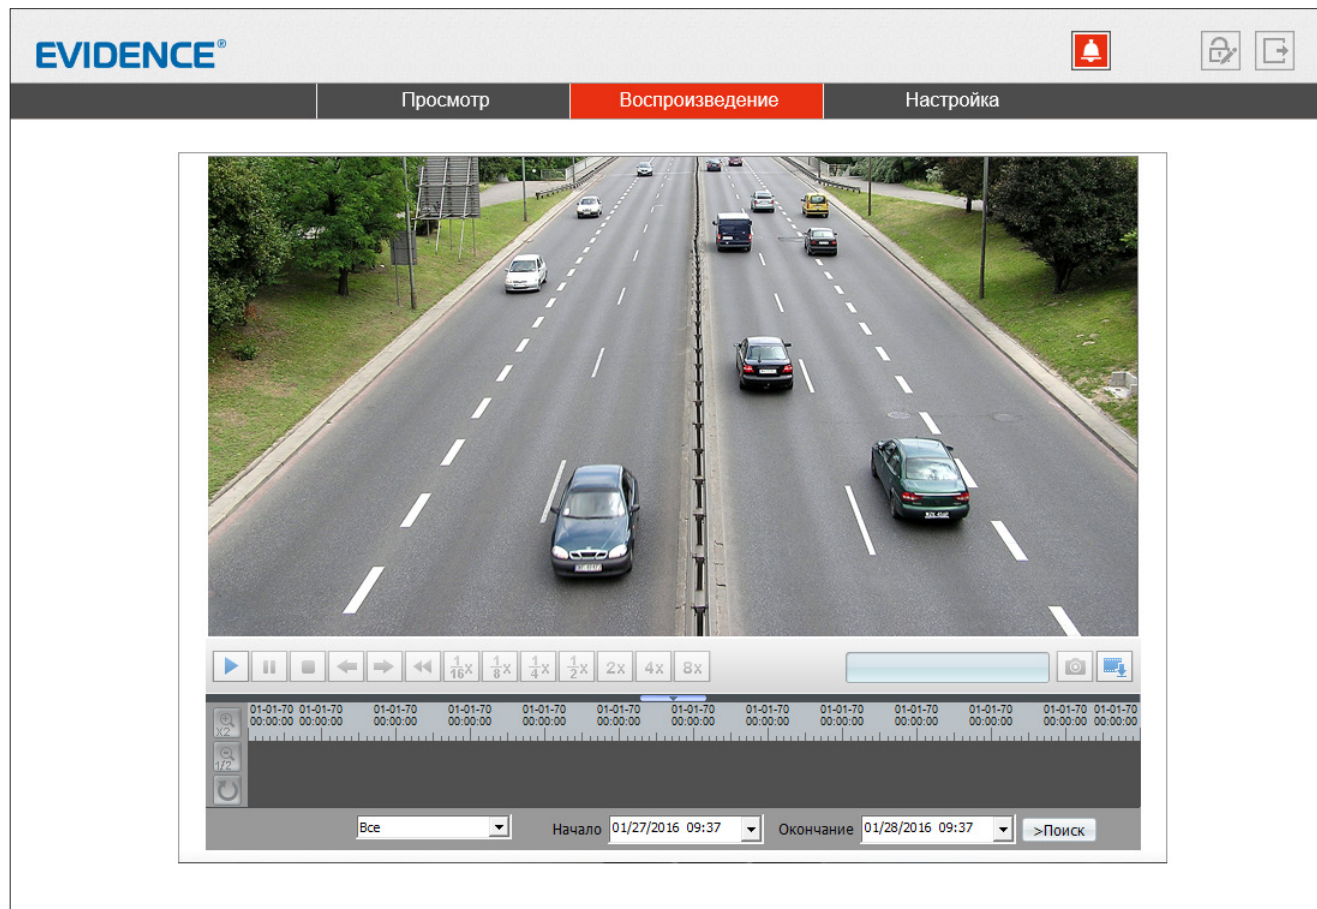 EVIDENCE®
Просмотр Воспроизведение Настройка
1/16x 1/8x 1/4x 1/2x 2x 4x 8x
01-01-70 01-01-70 01-01-70 01-01-70 01-01-70 01-01-70 01-01-70 01-01-70 01-01-70 01-01-70 01-01-70 01-01-70 01-01-70
00:00:00 00:00:00 00:00:00 00:00:00 00:00:00 00:00:00 00:00:00 00:00:00 00:00:00 00:00:00 00:00:00 00:00:00 00:00:00
X2
1/2
Все Начало 01/27/2016 09:37 Окончание 01/28/2016 09:37 >Поиск